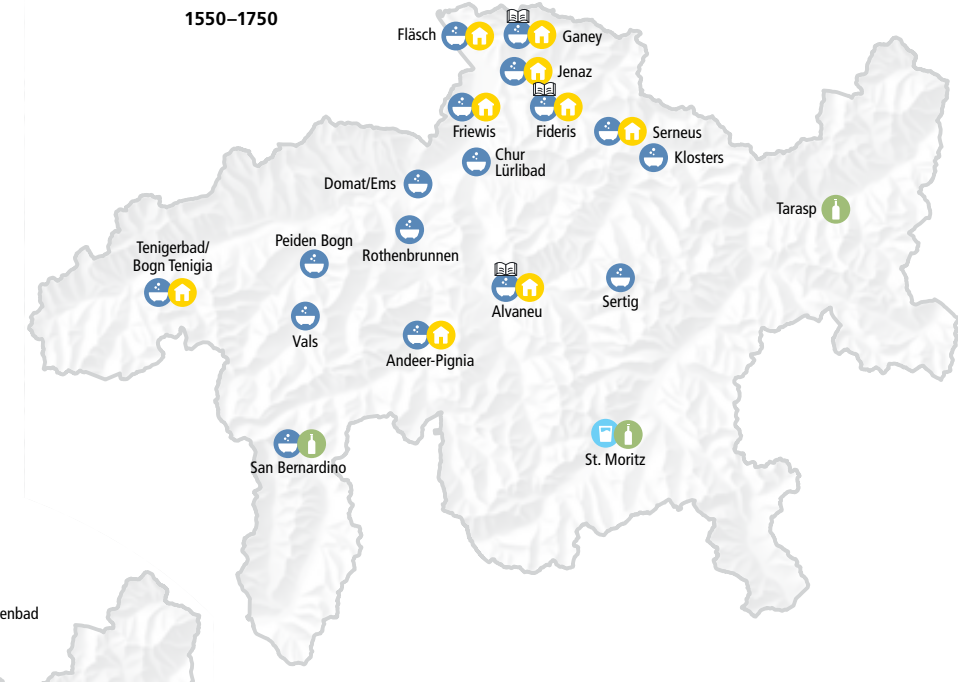 1550–1750
Fläsch
Ganey
Jenaz
Friewis
Fideris
Serneus
Klosters
Chur
Lürlibad
Domat/Ems
Tarasp
Rothenbrunnen
Peiden Bogn
Tenigerbad/
Bogn Tenigia
Sertig
Alvaneu
Vals
Andeer-Pignia
San Bernardino
St. Moritz
enbad